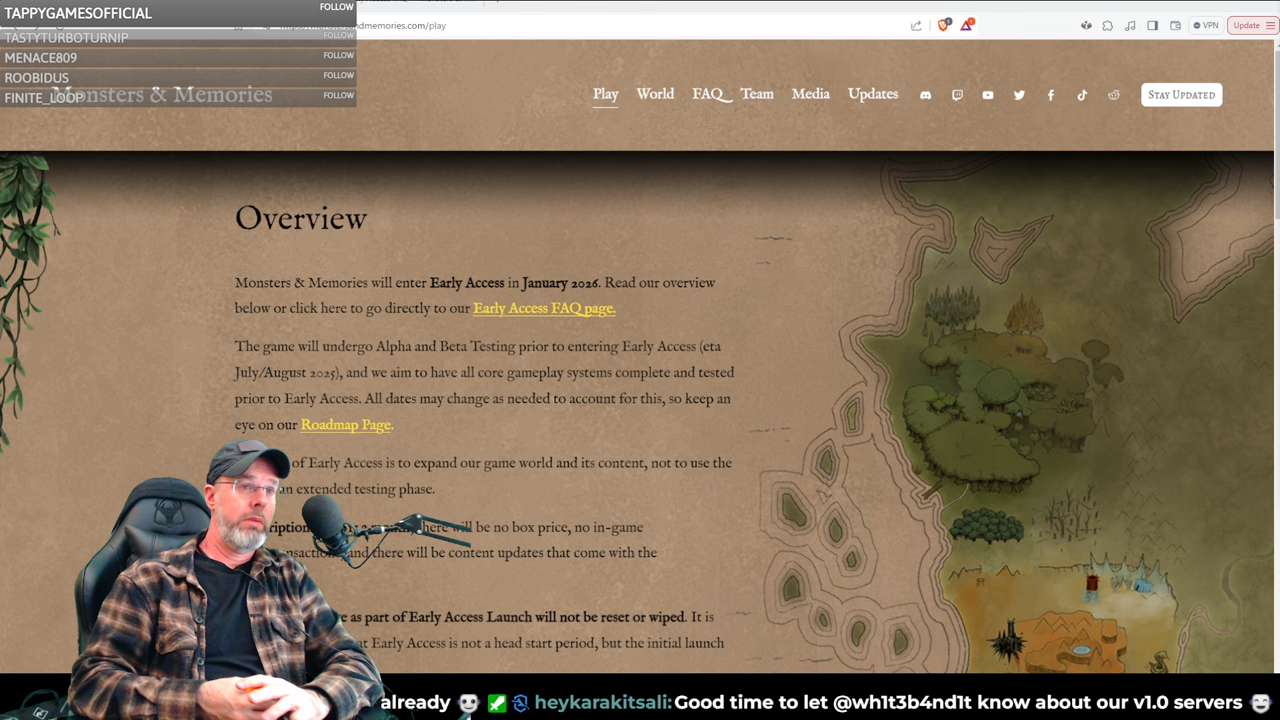 TAPPYGAMESOFFICIAL FOLLOW
TASTYTURBOTURNIP FOLLOW
MENACE809 FOLLOW
ROOBIDUS FOLLOW
FINITE_LOOP FOLLOW
ndmemories.com/play
VPN
Update
Monsters & Memories
Play World FAQ Team Media Updates STAY UPDATED
Overview
Monsters & Memories will enter Early Access in January 2026. Read our overview
below or click here to go directly to our Early Access FAQ page.
The game will undergo Alpha and Beta Testing prior to entering Early Access (eta
July/August 2025), and we aim to have all core gameplay systems complete and tested
prior to Early Access. All dates may change as needed to account for this, so keep an
eye on our Roadmap Page.
of Early Access is to expand our game world and its content, not to use the
an extended testing phase.
there will be no box price, no in-game
and there will be content updates that come with the
as part of Early Access Launch will not be reset or wiped. It is
at Early Access is not a head start period, but the initial launch
already heykarakitsali: Good time to let @wh1t3b4nd1t know about our v1.0 servers